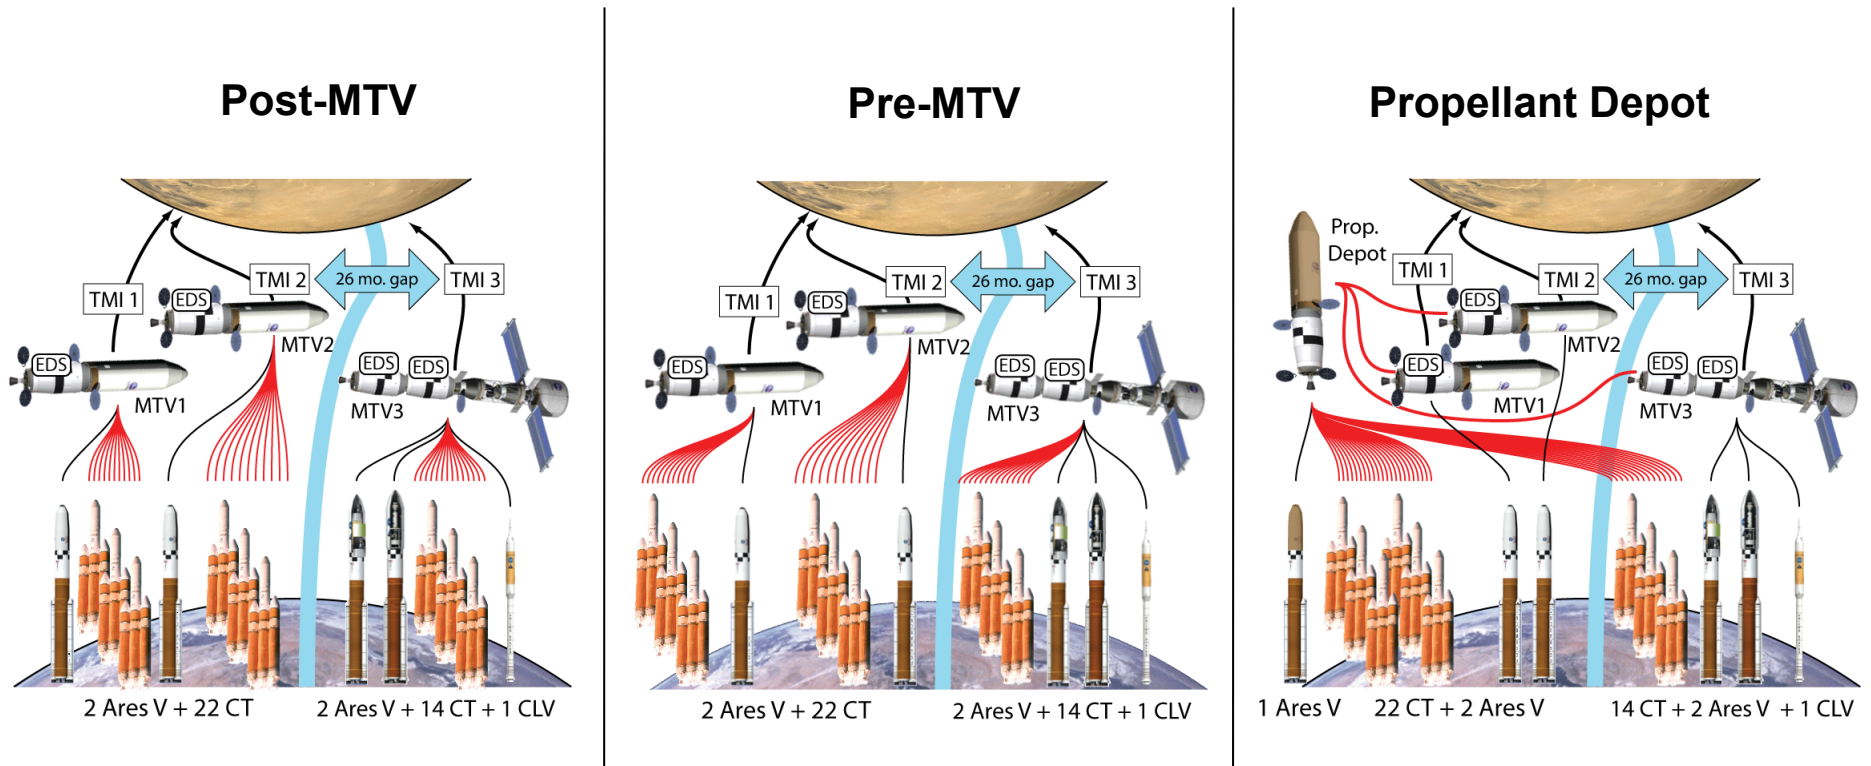 Post-MTV
TMI 1
EDS
TMI 2
26 mo. gap
TMI 3
EDS
MTV1
MTV2
EDS
EDS
MTV3
2 Ares V + 22 CT
2 Ares V + 14 CT + 1 CLV
Pre-MTV
TMI 1
EDS
TMI 2
26 mo. gap
TMI 3
EDS
MTV1
MTV2
EDS
EDS
MTV3
2 Ares V + 22 CT
2 Ares V + 14 CT + 1 CLV
Propellant Depot
Prop.
Depot
TMI 1
EDS
TMI 2
26 mo. gap
TMI 3
EDS
MTV1
MTV2
EDS
EDS
MTV3
1 Ares V
22 CT + 2 Ares V
14 CT + 2 Ares V + 1 CLV